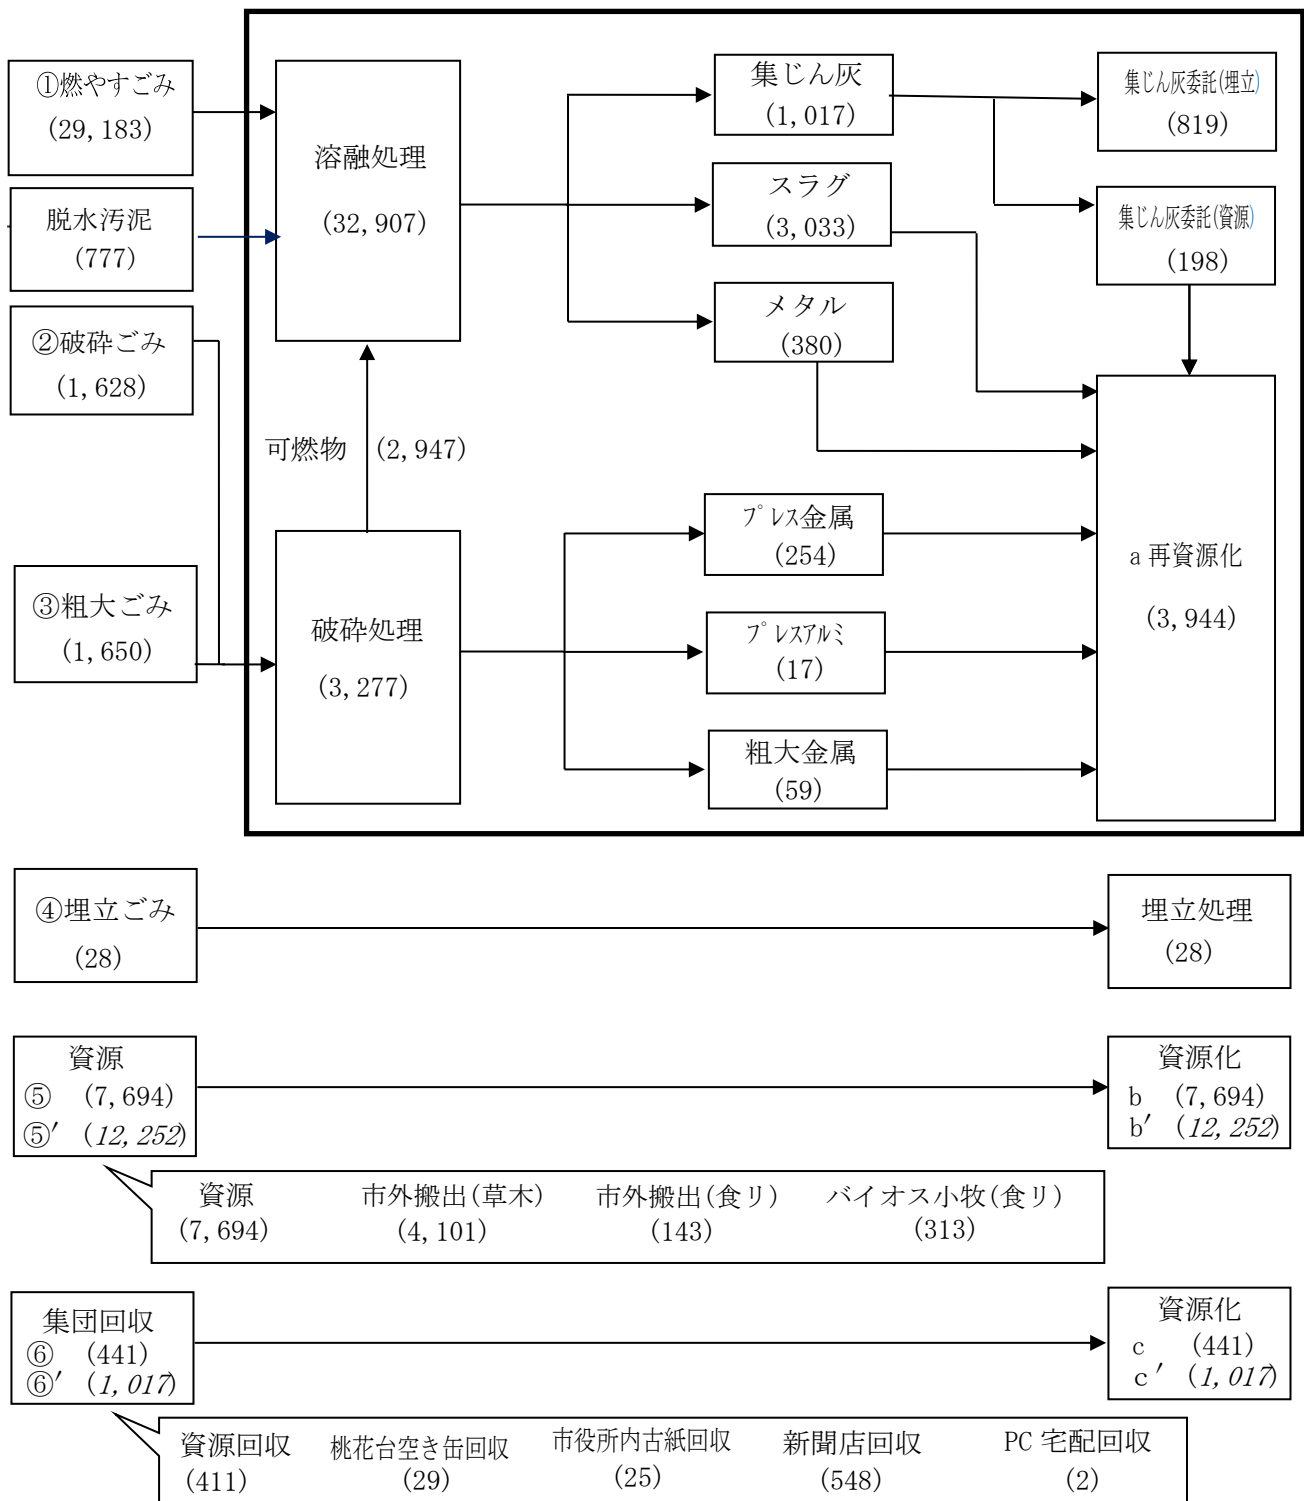 ①燃やすごみ
(29,183)
脱水汚泥
(777)
②破砕ごみ
(1,628)
③粗大ごみ
(1,650)
溶融処理
(32,907)
可燃物 (2,947)
破砕処理
(3,277)
集じん灰
(1,017)
スラグ
(3,033)
メタル
(380)
プレス金属
(254)
プレスアルミ
(17)
粗大金属
(59)
集じん灰委託(埋立)
(819)
集じん灰委託(資源)
(198)
a 再資源化
(3,944)
④埋立ごみ
(28)
埋立処理
(28)
資源
⑤ (7,694)
⑤′ (12,252)
資源化
b (7,694)
b′ (12,252)
資源 市外搬出(草木) 市外搬出(食リ) バイオス小牧(食リ)
(7,694) (4,101) (143) (313)
集団回収
⑥ (441)
⑥′ (1,017)
資源化
c (441)
c′ (1,017)
資源回収 桃花台空き缶回収 市役所内古紙回収 新聞店回収 PC 宅配回収
(411) (29) (25) (548) (2)